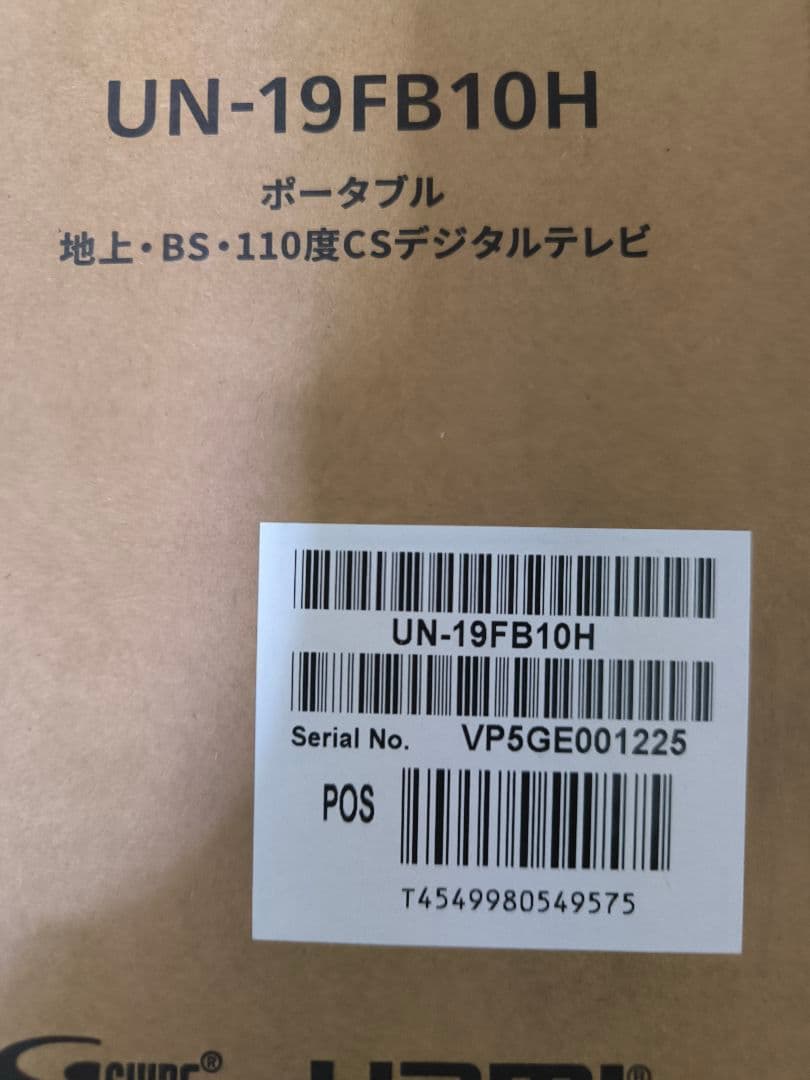 UN-19FB10H
ポータブル
地上・BS・110度CSデジタルテレビ
UN-19FB10H
Serial No. VP5GE001225
POS
T4549980549575